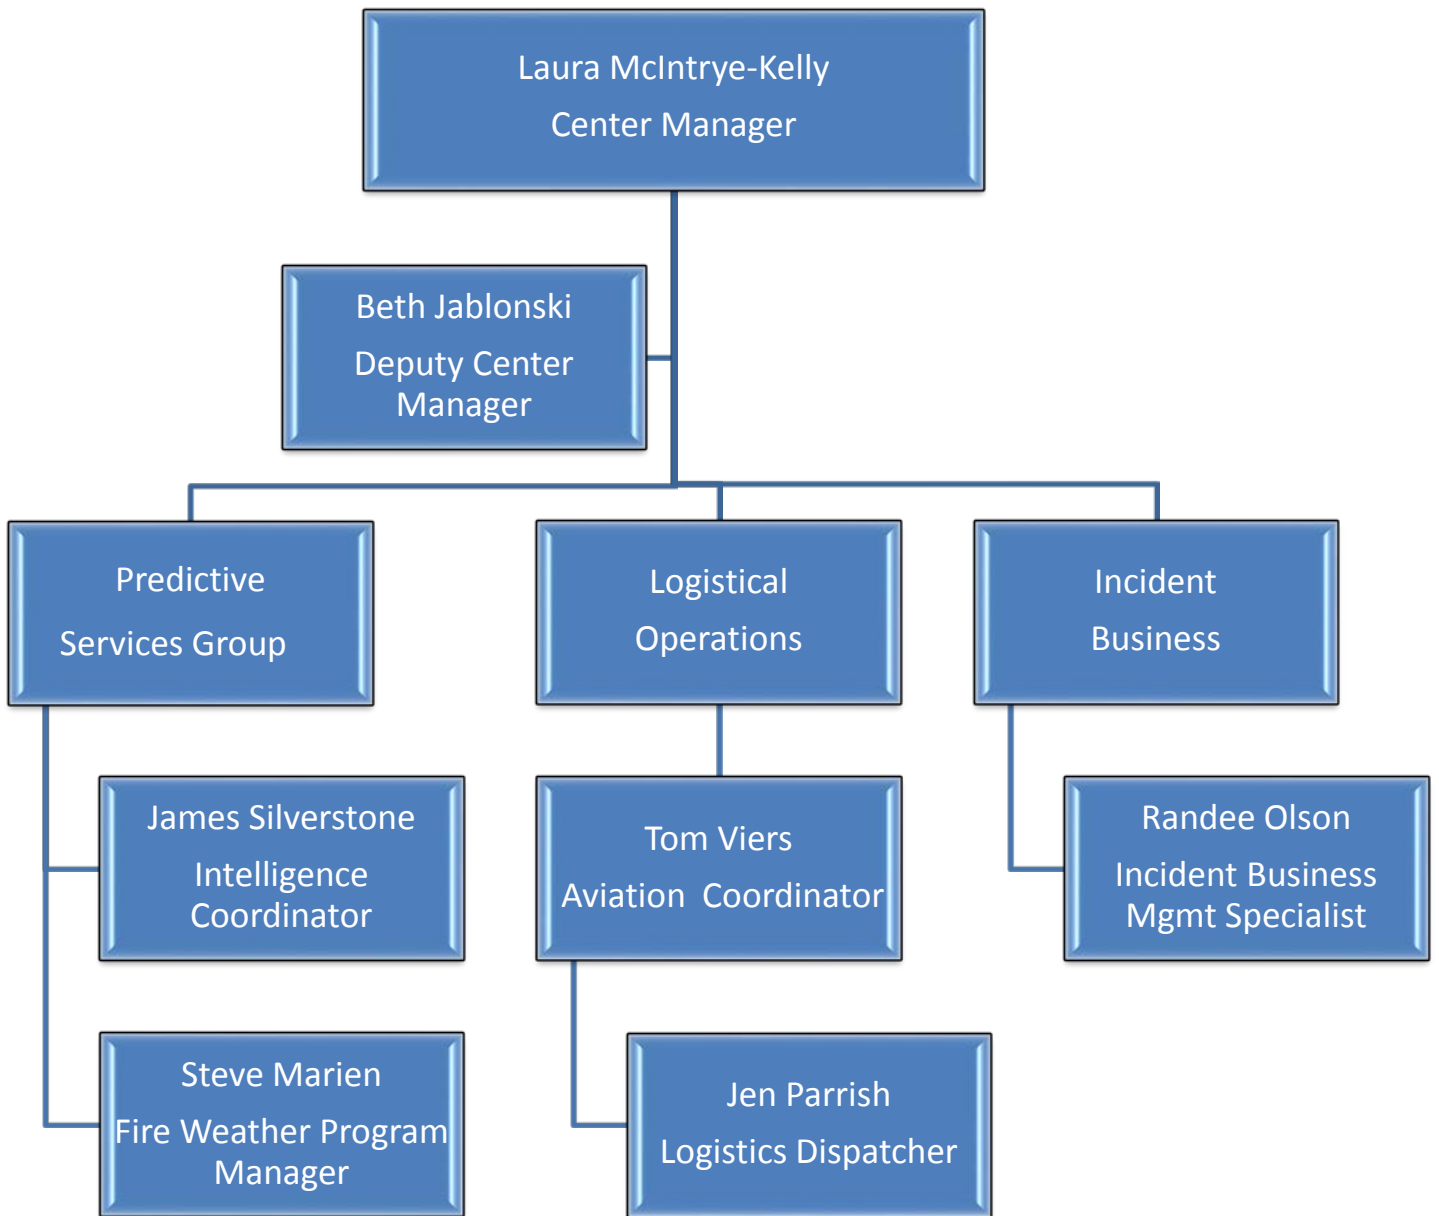 Laura McIntrye-Kelly
Center Manager
Beth Jablonski
Deputy Center
Manager
Predictive
Services Group
Logistical
Operations
Incident
Business
James Silverstone
Intelligence
Coordinator
Tom Viers
Aviation  Coordinator
Randee Olson
Incident Business
Mgmt Specialist
Steve Marien
Fire Weather Program
Manager
Jen Parrish
Logistics Dispatcher